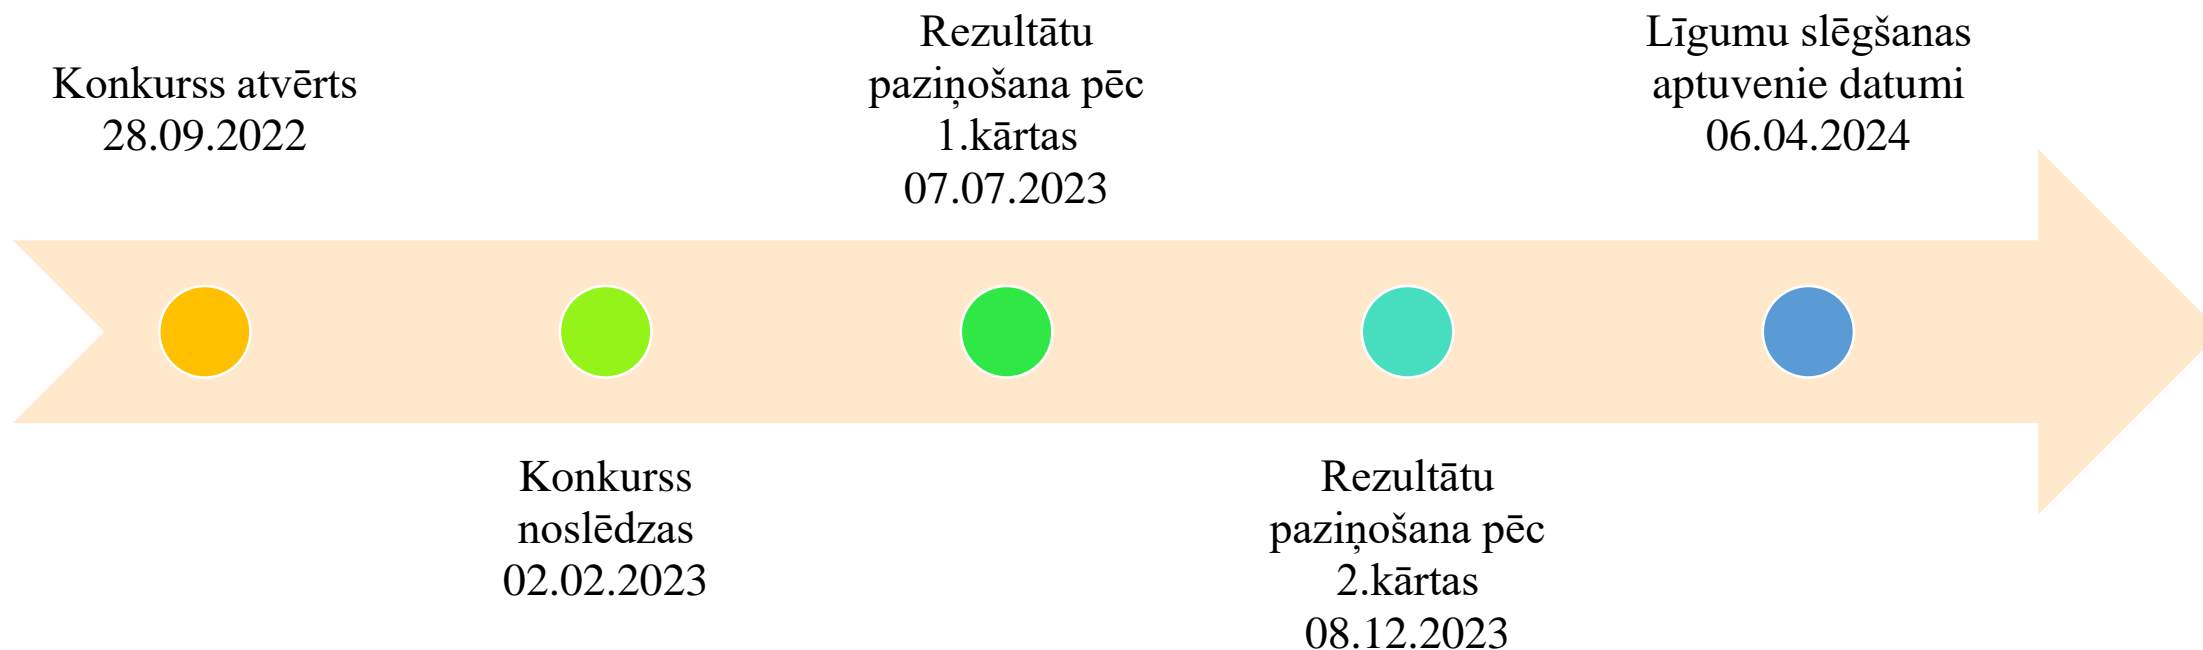 Konkurss atvērts
28.09.2022
Konkurss
noslēdzas
02.02.2023
Rezultātu
paziņošana pēc
1.kārtas
07.07.2023
Rezultātu
paziņošana pēc
2.kārtas
08.12.2023
Līgumu slēgšanas
aptuvenie datumi
06.04.2024